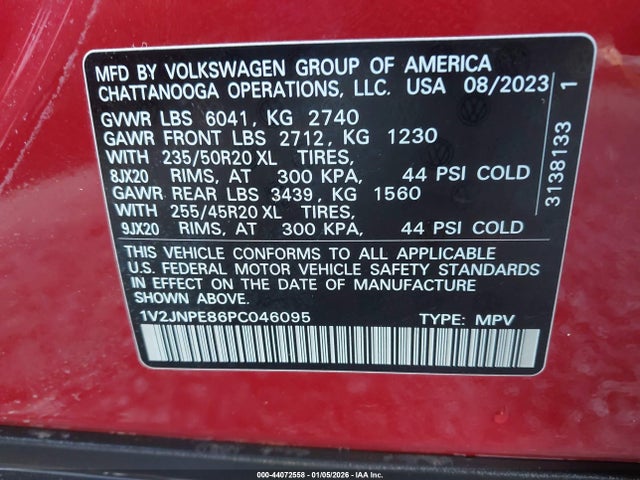 MFD BY VOLKSWAGEN GROUP OF AMERICA
CHATTANOOGA OPERATIONS, LLC. USA 08/2023
GVWR LBS 6041, KG 2740
GAWR FRONT LBS 2712, KG 1230
WITH 235/50R20 XL TIRES,
8JX20 RIMS, AT 300 KPA, 44 PSI COLD
GAWR REAR LBS 3439, KG 1560
WITH 255/45R20 XL TIRES,
9JX20 RIMS, AT 300 KPA, 44 PSI COLD
THIS VEHICLE CONFORMS TO ALL APPLICABLE
U.S. FEDERAL MOTOR VEHICLE SAFETY STANDARDS
IN EFFECT ON THE DATE OF MANUFACTURE
SHOWN ABOVE.
1V2JNPE86PC046095 TYPE: MPV
3138133 1
000-44072558 - 01/05/2026 - IAA, Inc.